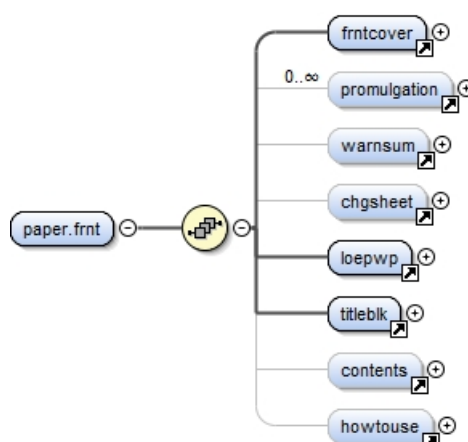 frntcover
0..∞
promulgation
warnsum
chgsheet
paper.frnt
loepwp
titleblk
contents
howtouse